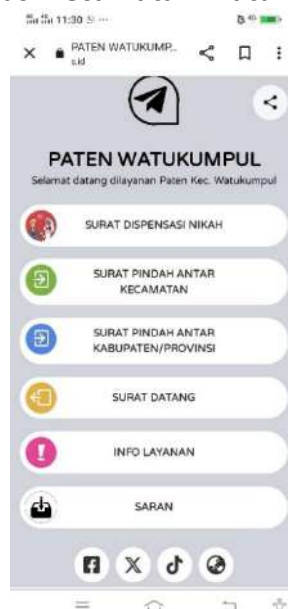 11:30
PATEN WATUKUMP...
s.id
PATEN WATUKUMPUL
Selamat datang dilayanan Paten Kec. Watukumpul
SURAT DISPENSASI NIKAH
SURAT PINDAH ANTAR
KECAMATAN
SURAT PINDAH ANTAR
KABUPATEN/PROVINSI
SURAT DATANG
INFO LAYANAN
SARAN